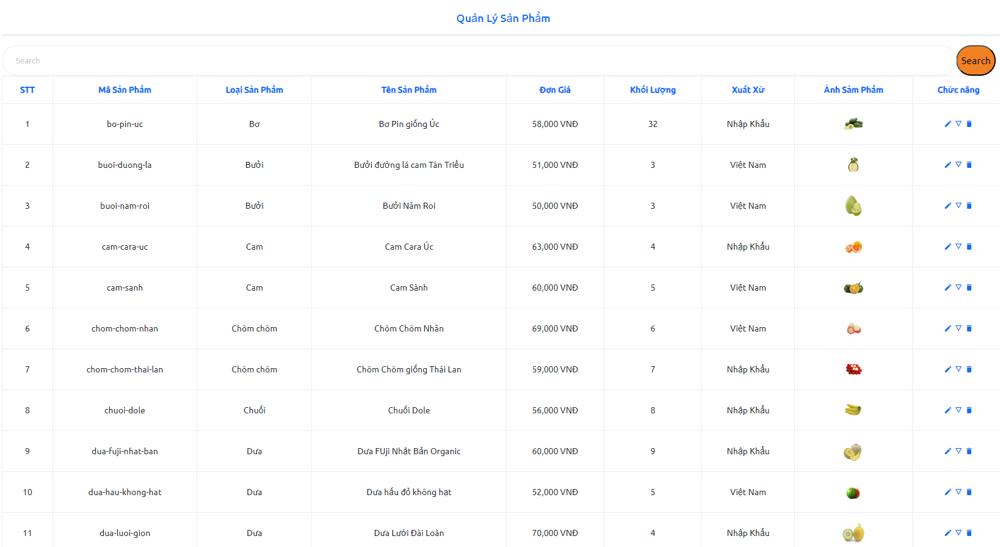 Quản Lý Sản Phẩm
Search Search
STT Mã Sản Phẩm Loại Sản Phẩm Tên Sản Phẩm Đơn Giá Khối Lượng Xuất Xứ Ảnh Sảm Phẩm Chức năng
1 bo-pin-uc Bơ Bơ Pin giống Úc 58,000 VNĐ 32 Nhập Khẩu
2 buoi-duong-la Bưởi Bưởi đường lá cam Tân Triều 51,000 VNĐ 3 Việt Nam
3 buoi-nam-roi Bưởi Bưởi Năm Roi 50,000 VNĐ 3 Việt Nam
4 cam-cara-uc Cam Cam Cara Úc 63,000 VNĐ 4 Nhập Khẩu
5 cam-sanh Cam Cam Sành 60,000 VNĐ 5 Việt Nam
6 chom-chom-nhan Chôm chôm Chôm Chôm Nhãn 69,000 VNĐ 6 Việt Nam
7 chom-chom-thai-lan Chôm chôm Chôm Chôm giống Thái Lan 59,000 VNĐ 7 Nhập Khẩu
8 chuoi-dole Chuối Chuối Dole 56,000 VNĐ 8 Nhập Khẩu
9 dua-fuji-nhat-ban Dưa Dưa FUji Nhật Bản Organic 60,000 VNĐ 9 Nhập Khẩu
10 dua-hau-khong-hat Dưa Dưa hấu đỏ không hạt 52,000 VNĐ 5 Việt Nam
11 dua-luoi-gion Dưa Dưa Lưới Đài Loàn 70,000 VNĐ 4 Nhập Khẩu